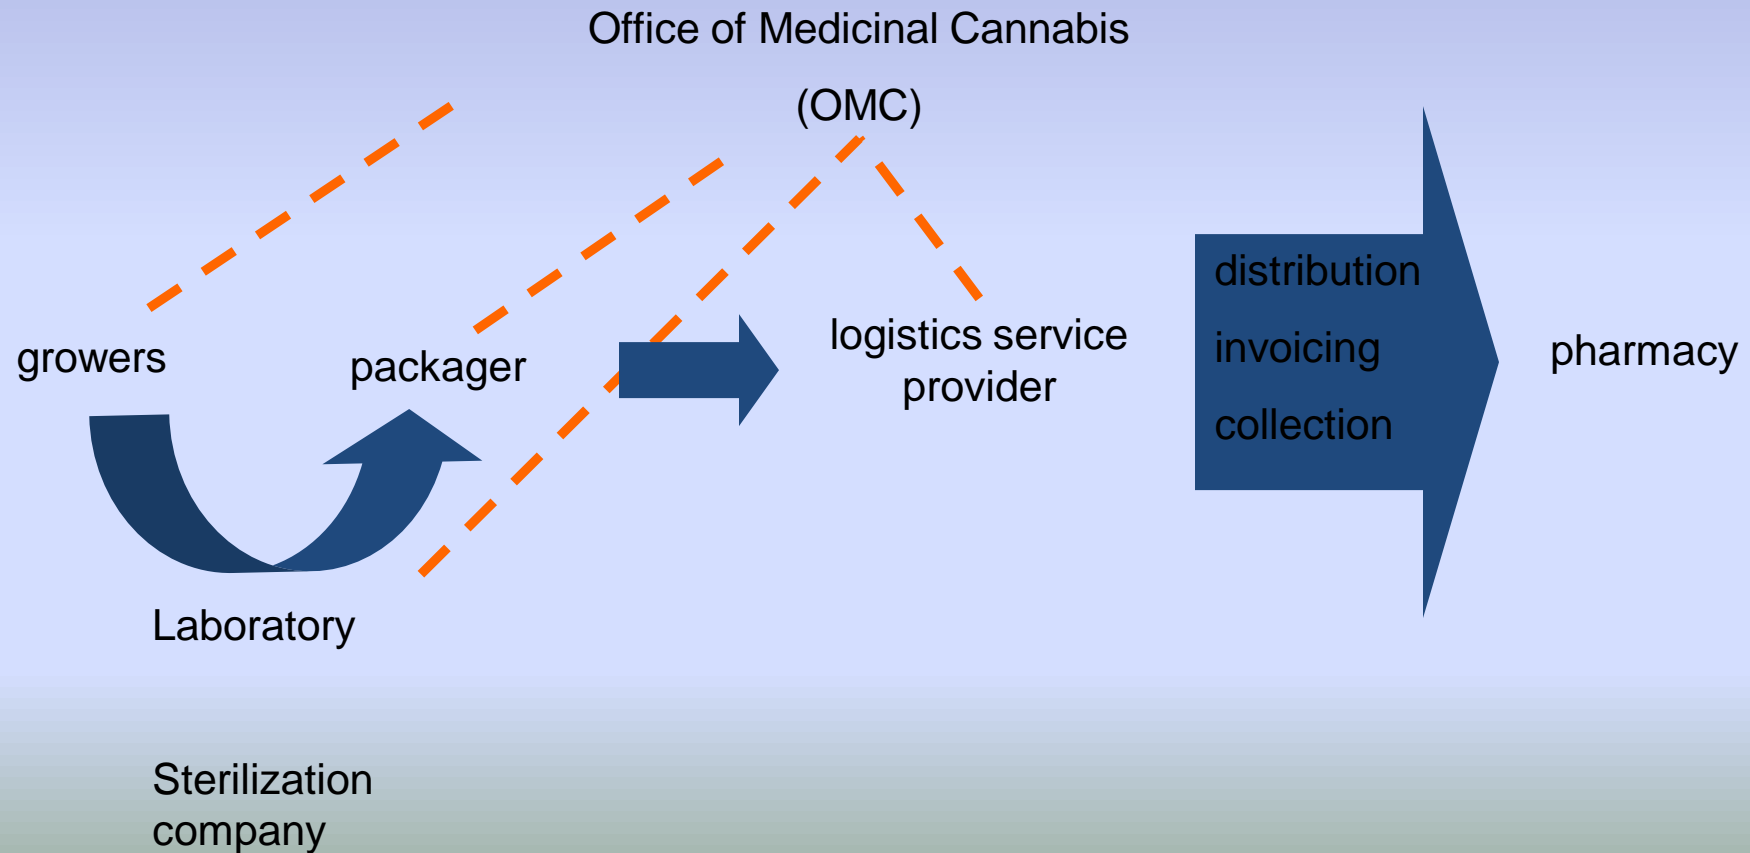 Office of Medicinal Cannabis
(OMC)
growers
packager
logistics service
provider
distribution
invoicing
collection
pharmacy
Laboratory
Sterilization
company